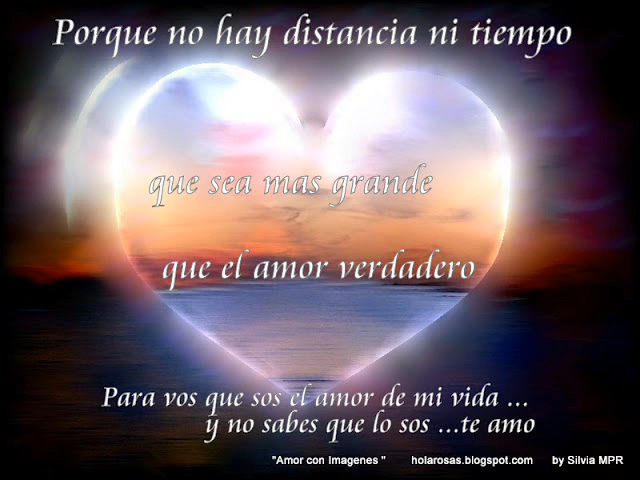 Porque no hay distancia ni tiempo
que sea mas grande
que el amor verdadero
Para vos que sos el amor de mi vida ...
y no sabes que lo sos ...te amo
"Amor con Imagenes " holarosas.blogspot.com by Silvia MPR